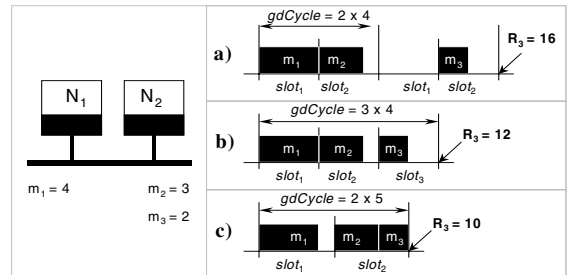 N₁ N₂
m₁ = 4 m₂ = 3
m₃ = 2
a)
gdCycle = 2 x 4
m₁ m₂ m₃
slot₁ slot₂ slot₁ slot₂
R₃ = 16
b)
gdCycle = 3 x 4
m₁ m₂ m₃
slot₁ slot₂ slot₃
R₃ = 12
c)
gdCycle = 2 x 5
m₁ m₂ m₃
slot₁ slot₂
R₃ = 10